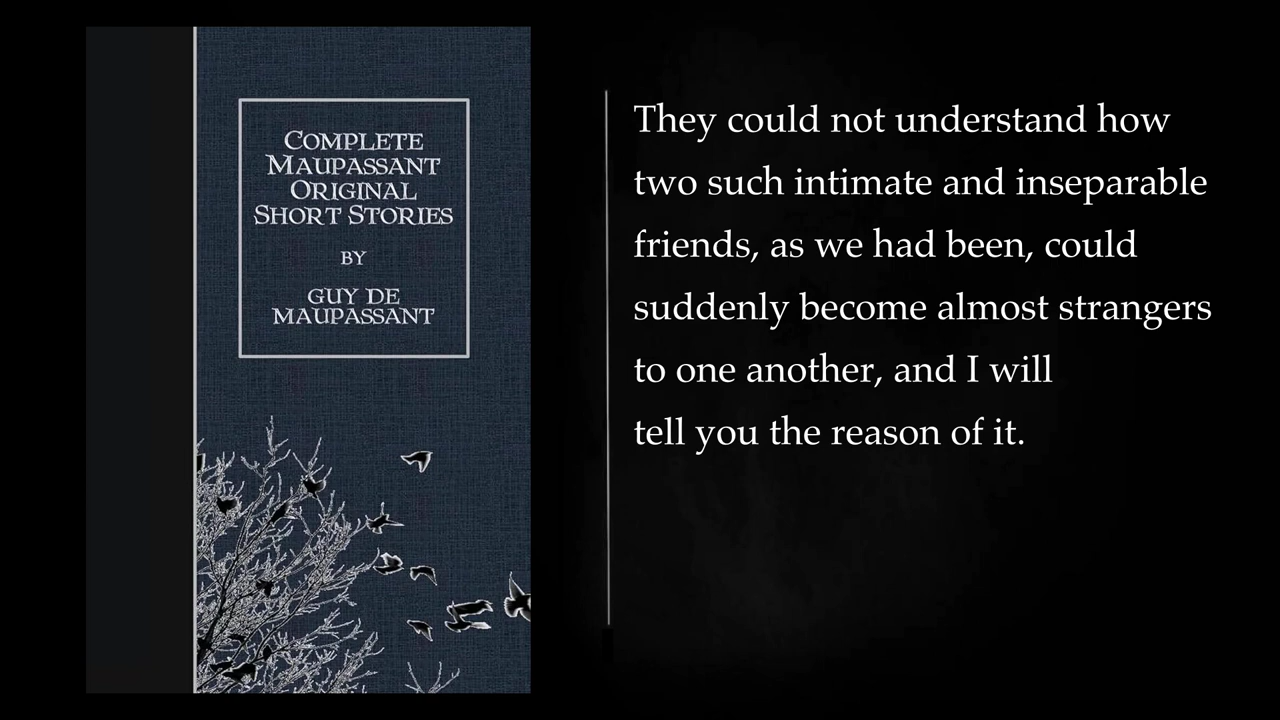 COMPLETE
MAUPASSANT
ORIGINAL
SHORT STORIES
BY
GUY DE
MAUPASSANT
They could not understand how
two such intimate and inseparable
friends, as we had been, could
suddenly become almost strangers
to one another, and I will
tell you the reason of it.